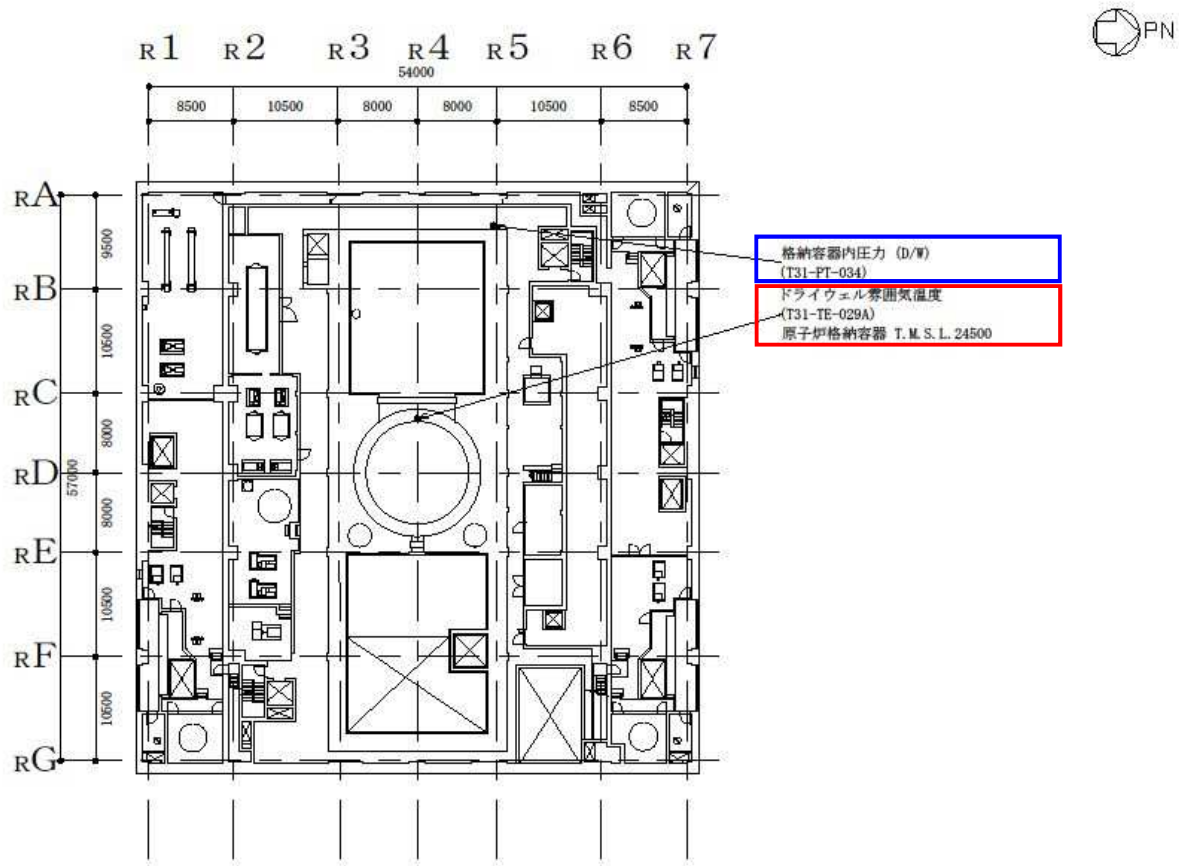 PN
R1 R2 R3 R4 R5 R6 R7
54000
8500 10500 8000 8000 10500 8500
RA
9500
RB
10500
RC
8000
RD
57000
8000
RE
10500
RF
10500
RG
格納容器内圧力 (D/W)
(T31-PT-034)
ドライウェル雰囲気温度
(T31-TE-029A)
原子炉格納容器 T.M.S.L.24500